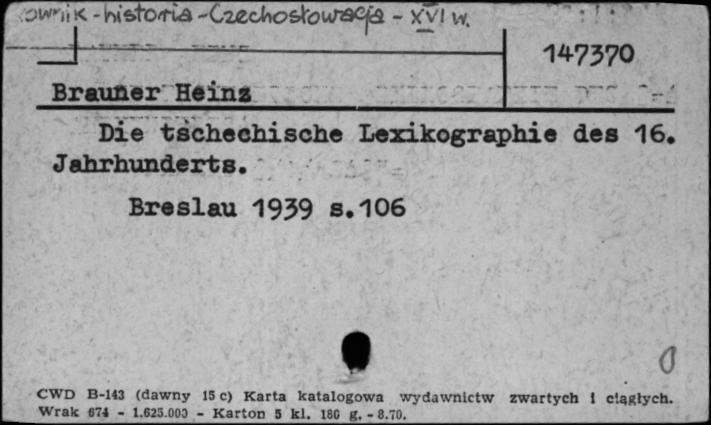 -historia-Czechosłowacja - XVI w.
147370
Brauner Heinz
Die tschechische Lexikographie des 16.
Jahrhunderts.
Breslau 1939 s.106
CWD B-143 (dawny 15 c) Karta katalogowa wydawnictw zwartych i ciągłych.
Wrak 674 - 1.625.000 - Karton 5 kl. 180 g. - 8.70.